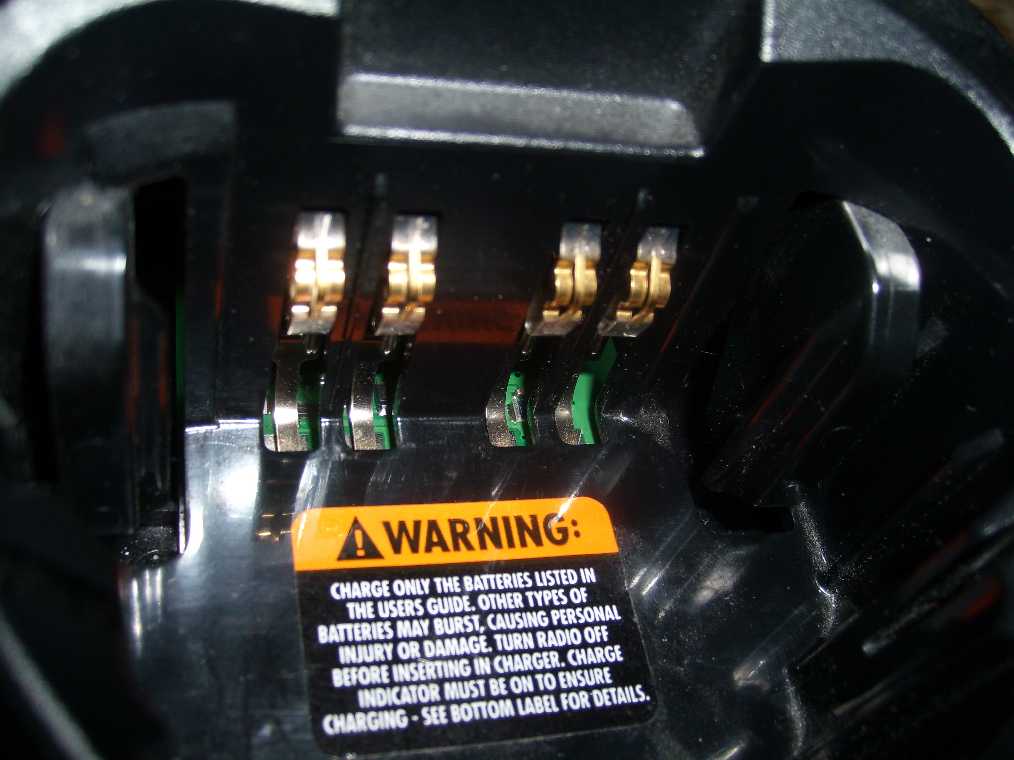 WARNING:
CHARGE ONLY THE BATTERIES LISTED IN
THE USERS GUIDE. OTHER TYPES OF
BATTERIES MAY BURST, CAUSING PERSONAL
INJURY OR DAMAGE. TURN RADIO OFF
BEFORE INSERTING IN CHARGER. CHARGE
INDICATOR MUST BE ON TO ENSURE
CHARGING - SEE BOTTOM LABEL FOR DETAILS.